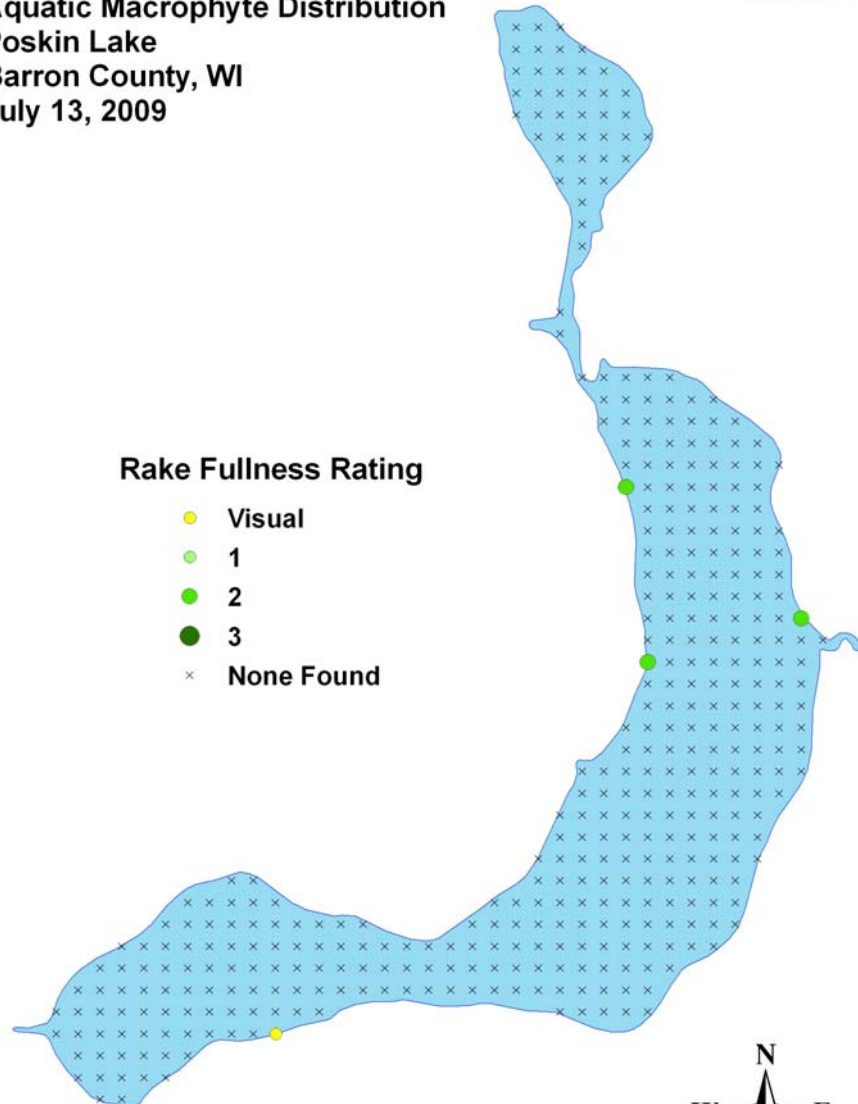 quatic Macrophyte Distribution
oskin Lake
arron County, WI
uly 13, 2009
Rake Fullness Rating
Visual
1
2
3
None Found
N